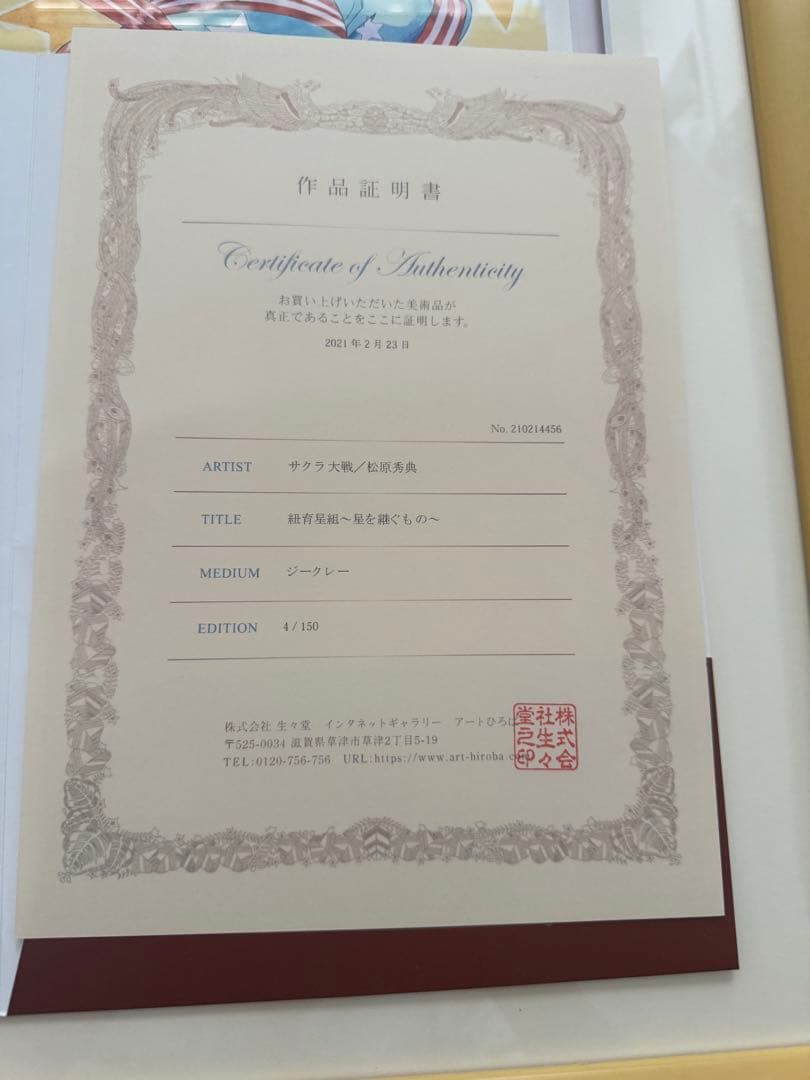 作品証明書
Certificate of Authenticity
お買い上げいただいた美術品が
真正であることをここに証明します。
2021年2月23日
No. 210214456
ARTIST サクラ大戦／松原秀典
TITLE 紐育星組～星を継ぐもの～
MEDIUM ジークレー
EDITION 4 / 150
株式会社 生々堂 インタネットギャラリー アートひろば
〒525-0034 滋賀県草津市草津2丁目5-19
TEL:0120-756-756 URL:https://www.art-hiroba.com
株式会
社生々
堂之印